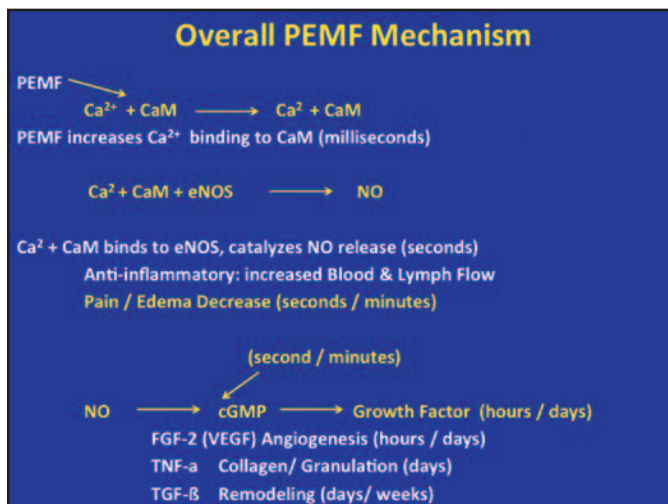 Overall PEMF Mechanism
PEMF
Ca²⁺ + CaM → Ca² + CaM
PEMF increases Ca²⁺ binding to CaM (milliseconds)
Ca² + CaM + eNOS → NO
Ca² + CaM binds to eNOS, catalyzes NO release (seconds)
Anti-inflammatory: increased Blood & Lymph Flow
Pain / Edema Decrease (seconds / minutes)
(second / minutes)
NO → cGMP → Growth Factor (hours / days)
FGF-2 (VEGF) Angiogenesis (hours / days)
TNF-a Collagen/ Granulation (days)
TGF-ß Remodeling (days/ weeks)